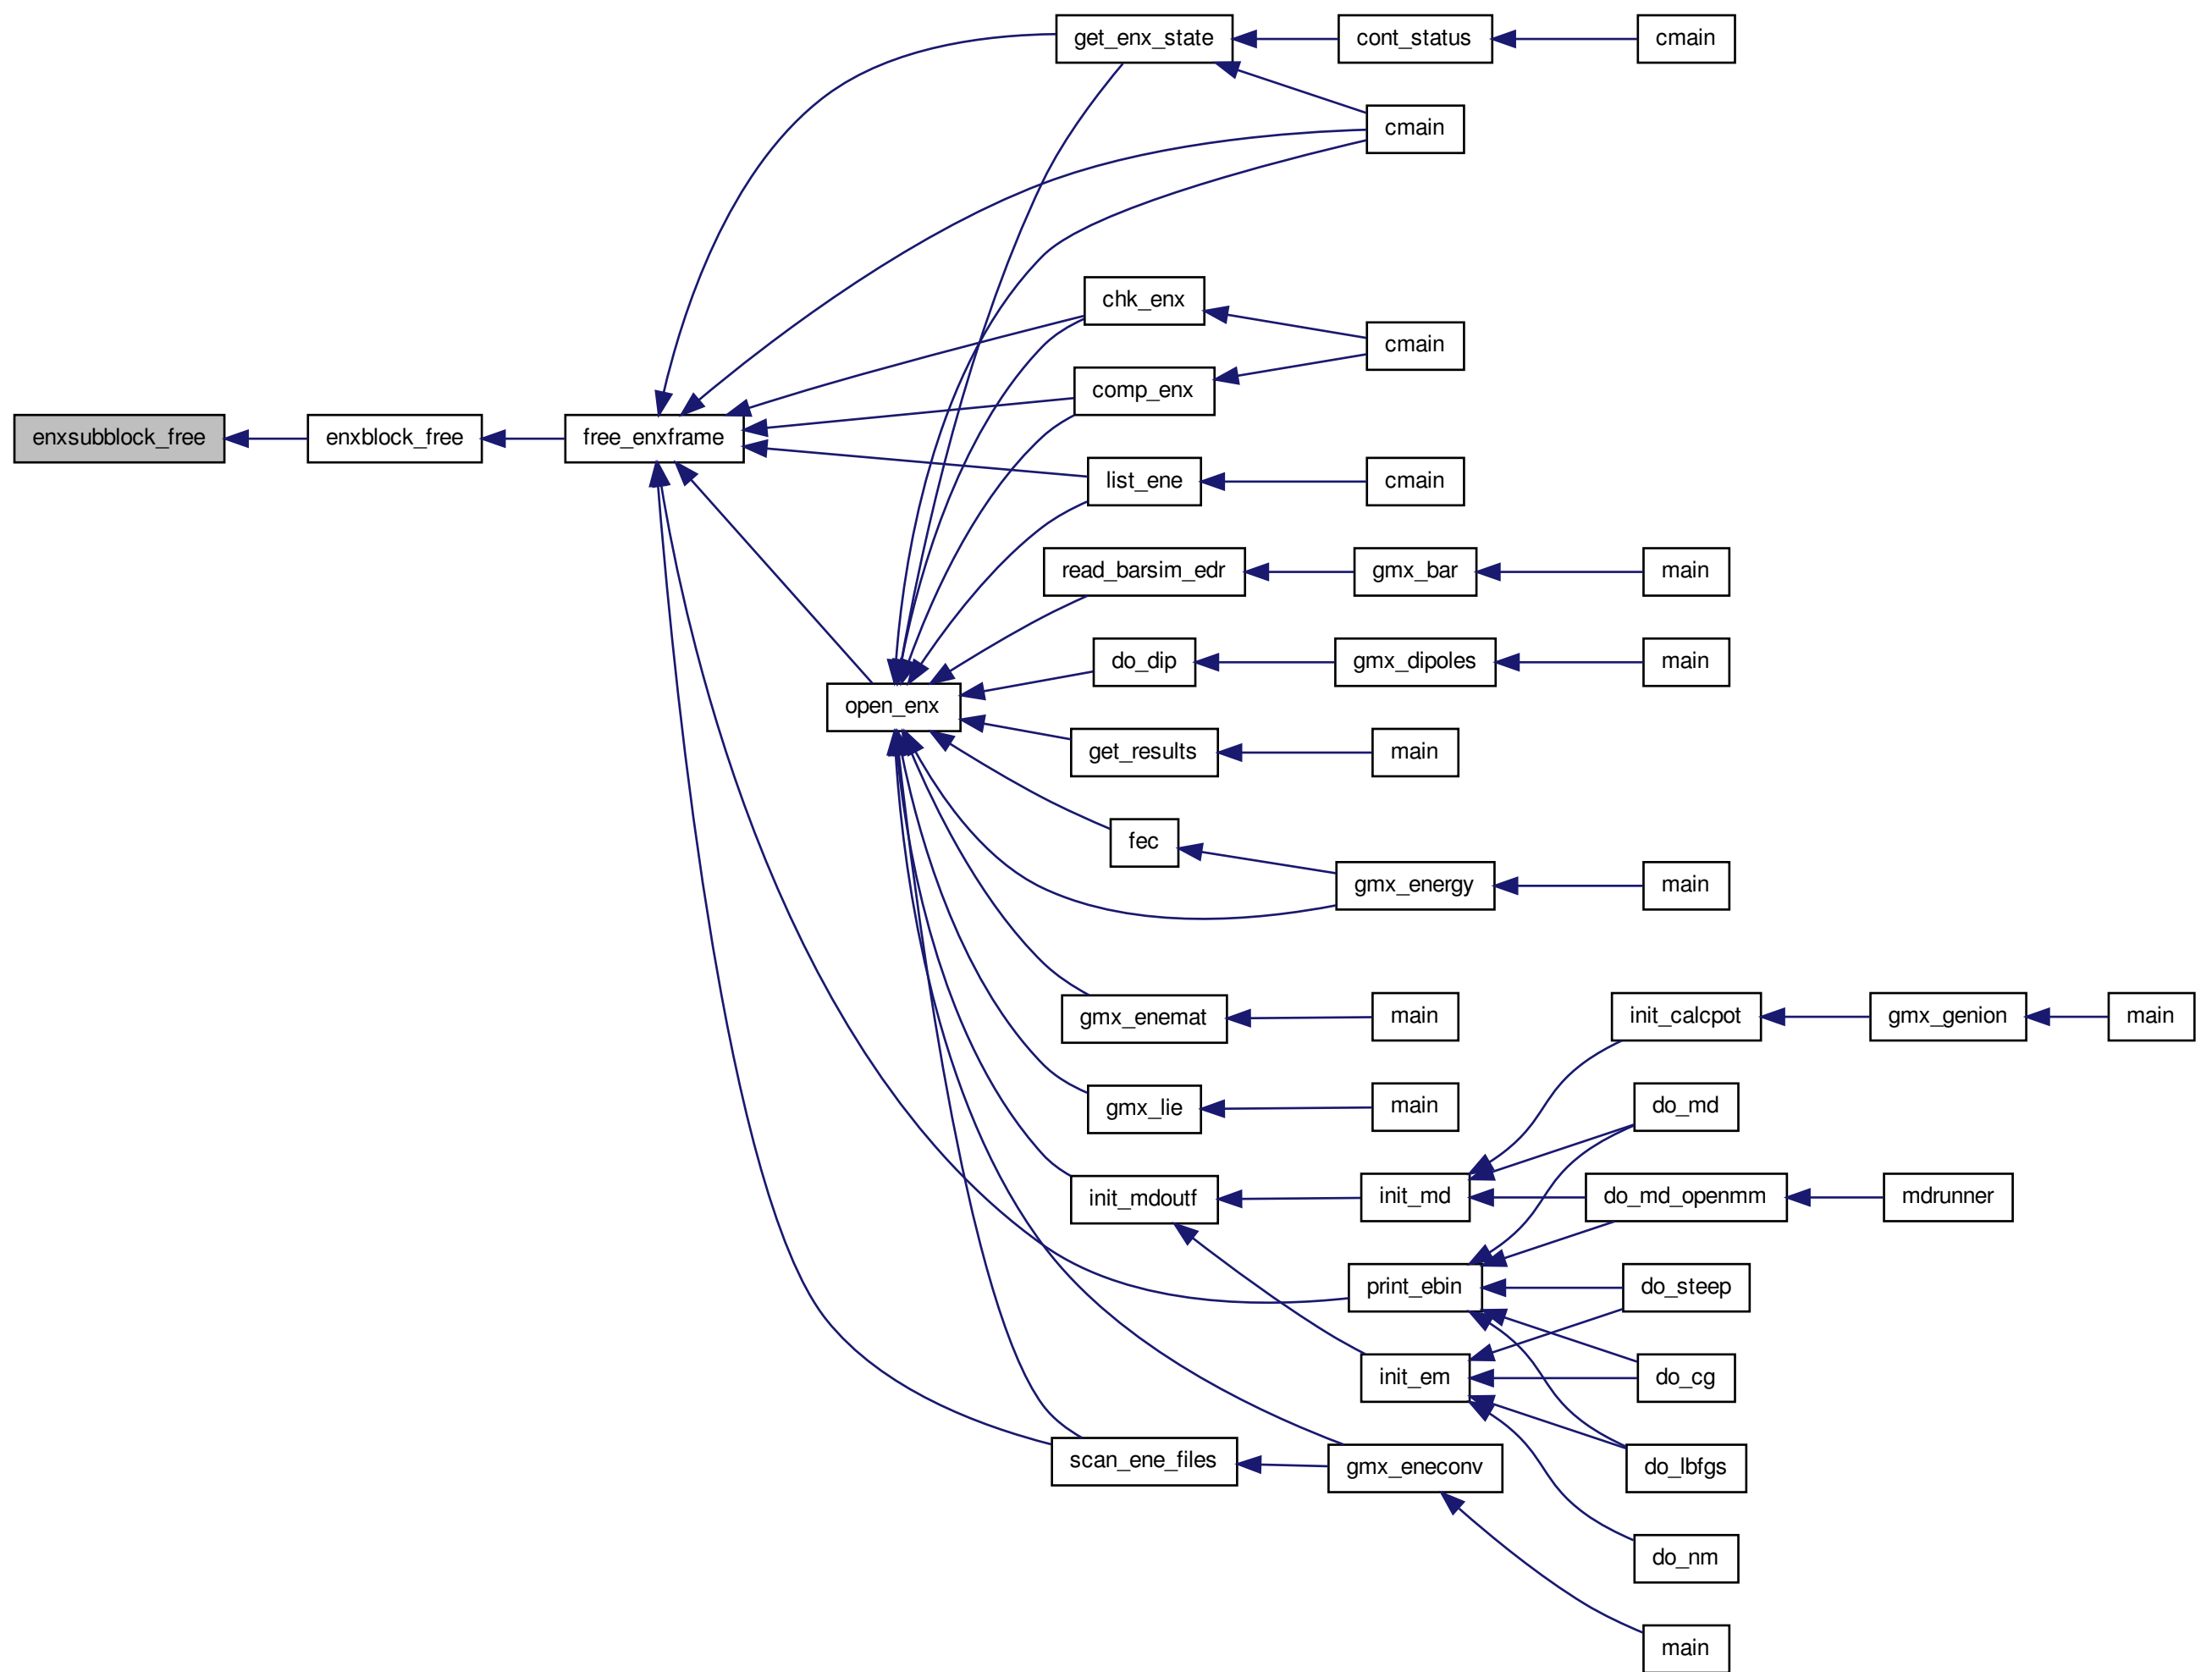 get_enx_state
cont_status
cmain
cmain
chk_enx
cmain
comp_enx
enxsubblock_free
enxblock_free
free_enxframe
list_ene
cmain
read_barsim_edr
gmx_bar
main
do_dip
gmx_dipoles
main
open_enx
get_results
main
fec
gmx_energy
main
gmx_enemat
main
init_calcpot
gmx_genion
main
gmx_lie
main
do_md
init_mdoutf
init_md
do_md_openmm
mdrunner
print_ebin
do_steep
init_em
do_cg
scan_ene_files
gmx_eneconv
do_lbfgs
do_nm
main